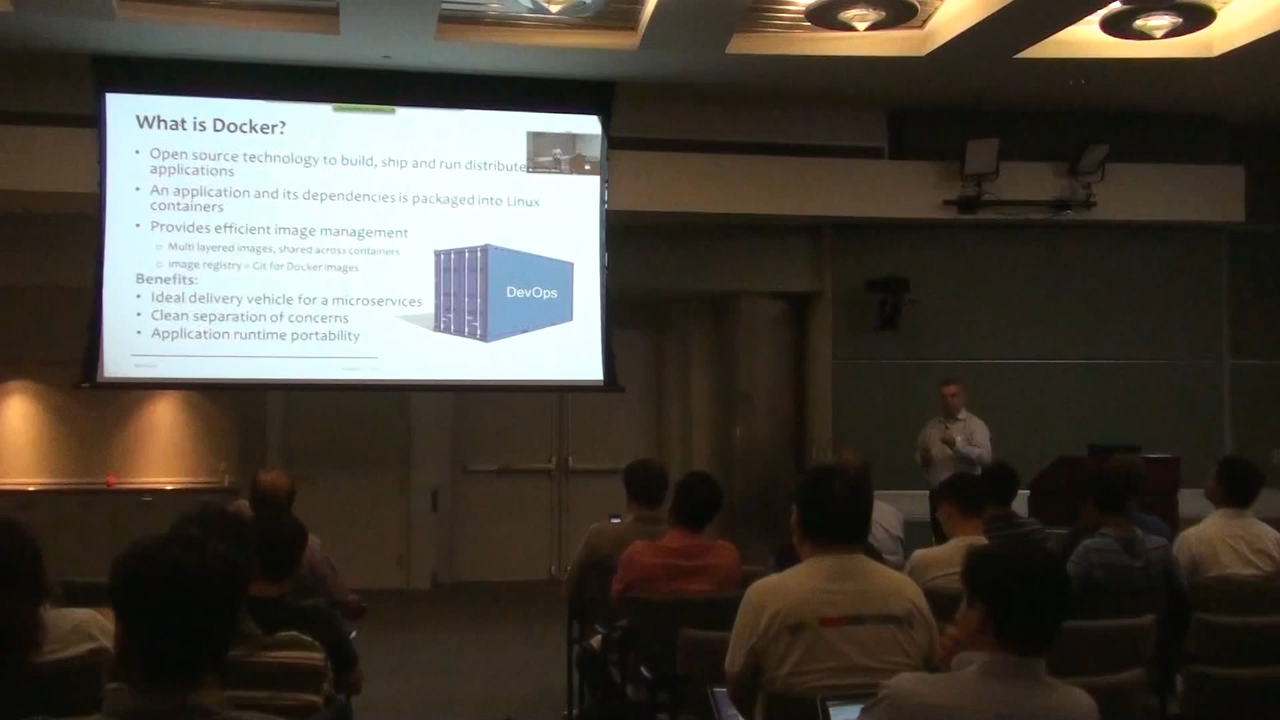 What is Docker?
• Open source technology to build, ship and run distribute
applications
• An application and its dependencies is packaged into Linux
containers
• Provides efficient image management
Multi layered images, shared across containers
Image registry = Git for Docker images
Benefits:
• Ideal delivery vehicle for a microservices
• Clean separation of concerns
• Application runtime portability
DevOps